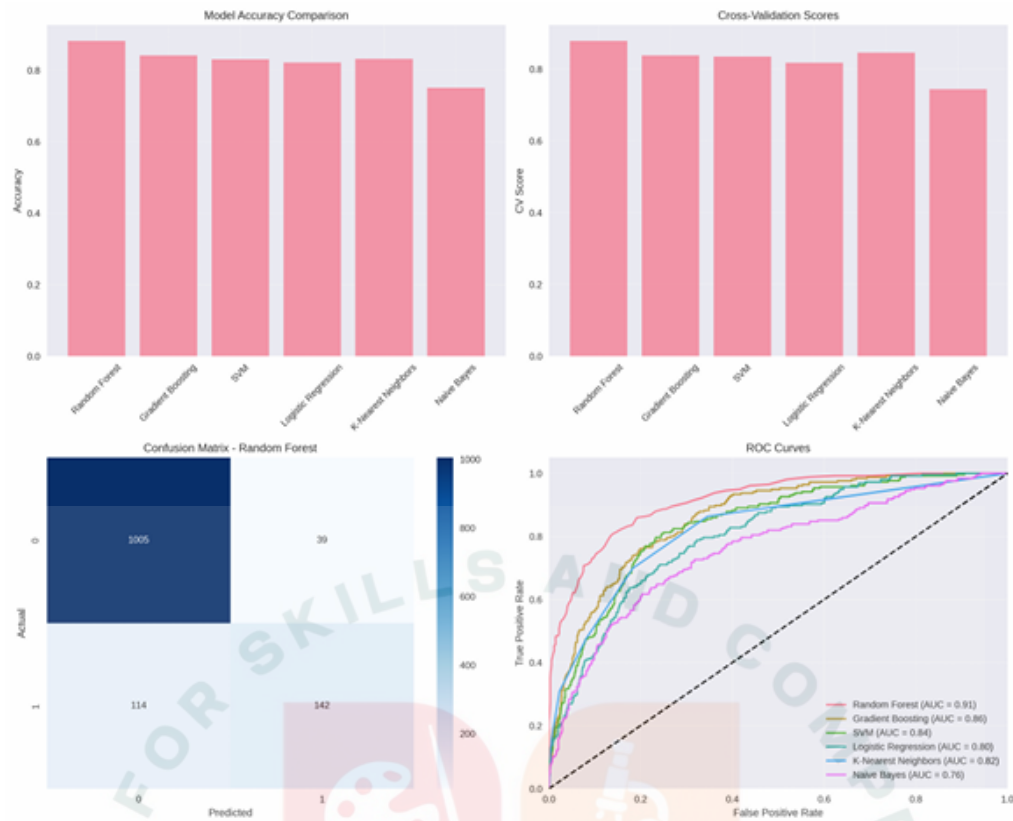 Model Accuracy Comparison
Accuracy
0.8
0.6
0.4
0.2
0.0
Random Forest
Gradient Boosting
SVM
Logistic Regression
K-Nearest Neighbors
Naive Bayes
Cross-Validation Scores
CV Score
0.8
0.6
0.4
0.2
0.0
Random Forest
Gradient Boosting
SVM
Logistic Regression
K-Nearest Neighbors
Naive Bayes
Confusion Matrix - Random Forest
Actual
0
1
1005
39
114
142
0
1
Predicted
1000
800
600
400
200
ROC Curves
True Positive Rate
1.0
0.8
0.6
0.4
0.2
0.0
Random Forest (AUC = 0.91)
Gradient Boosting (AUC = 0.86)
SVM (AUC = 0.84)
Logistic Regression (AUC = 0.80)
K-Nearest Neighbors (AUC = 0.82)
Naive Bayes (AUC = 0.76)
0.0
0.2
0.4
0.6
0.8
1.0
False Positive Rate
FOR SKILLS AND COMP